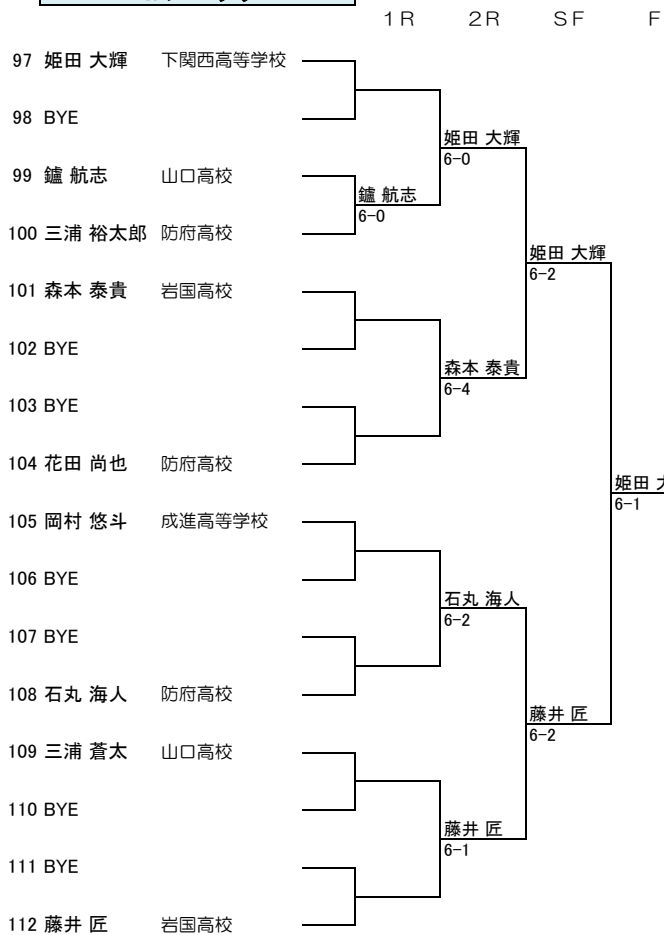 1R 2R SF F
97 姫田 大輝 下関西高等学校
98 BYE
姫田 大輝
6-0
99 鑪 航志 山口高校
鑪 航志
6-0
100 三浦 裕太郎 防府高校
姫田 大輝
6-2
101 森本 泰貴 岩国高校
102 BYE
森本 泰貴
6-4
103 BYE
104 花田 尚也 防府高校
姫田
6-1
105 岡村 悠斗 成進高等学校
106 BYE
石丸 海人
6-2
107 BYE
108 石丸 海人 防府高校
藤井 匠
6-2
109 三浦 蒼太 山口高校
110 BYE
藤井 匠
6-1
111 BYE
112 藤井 匠 岩国高校